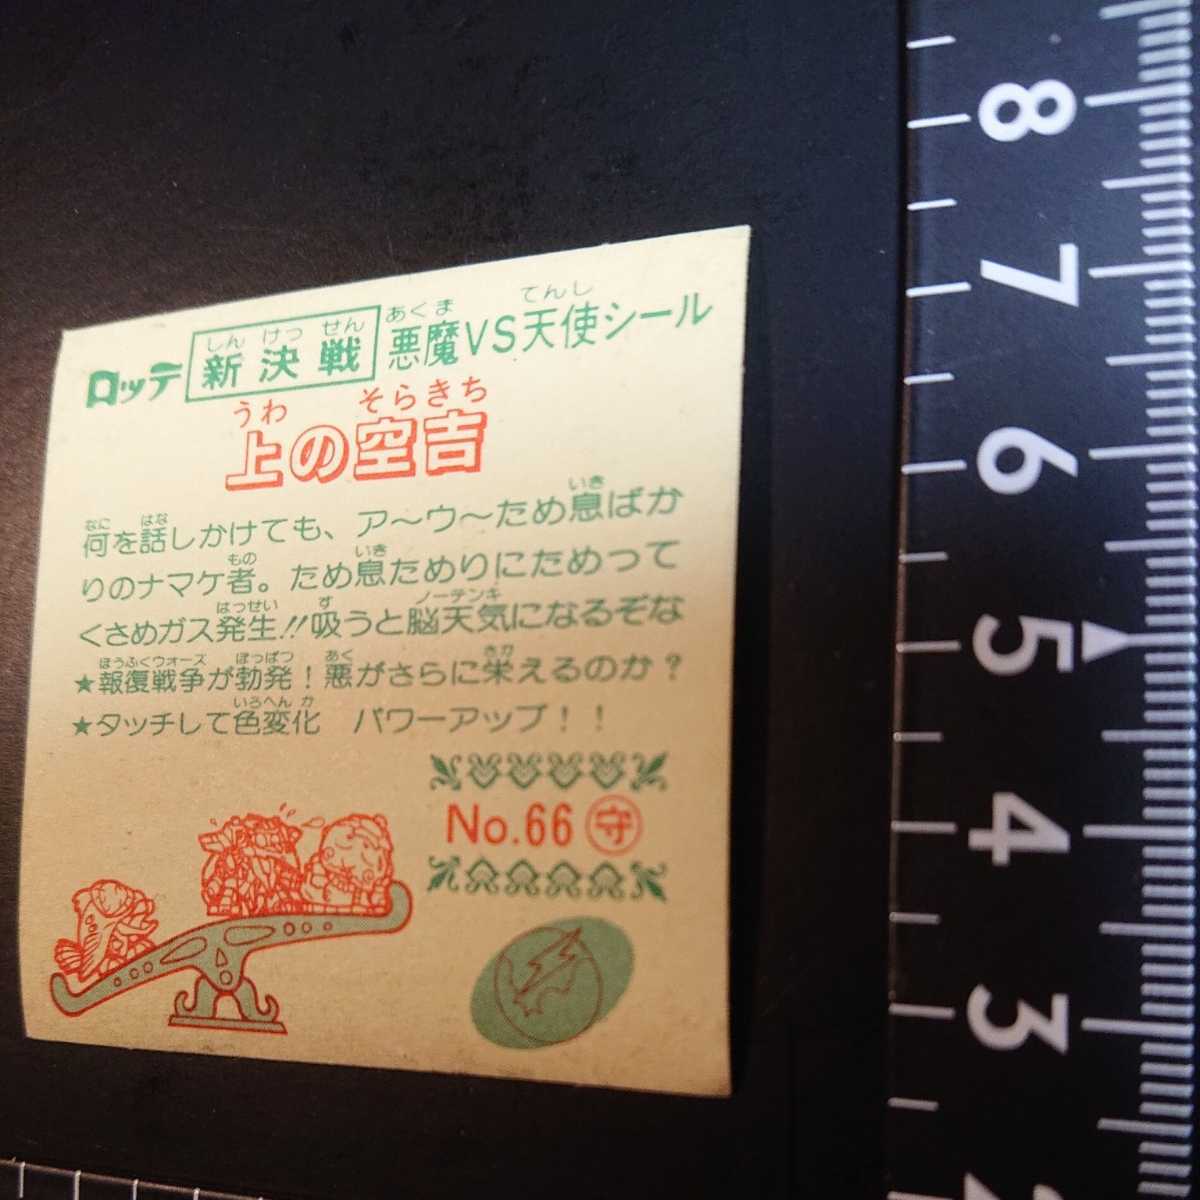 しん けっ せん あくま てんし
ロッテ 新決戦 悪魔VS天使シール
うわ そらきち
上の空吉
なに はな いき
何を話しかけても、ア〜ウ〜ため息ばか
もの いき
りのナマケ者。ため息ためりにためって
はっせい す ノーテンキ
くさめガス発生!!吸うと脳天気になるぞな
ほうふくウォーズ ぼっぱつ あく さか
★報復戦争が勃発!悪がさらに栄えるのか?
いろへんか
★タッチして色変化 パワーアップ!!
No.66 守
8
7
6
5
4
3
2